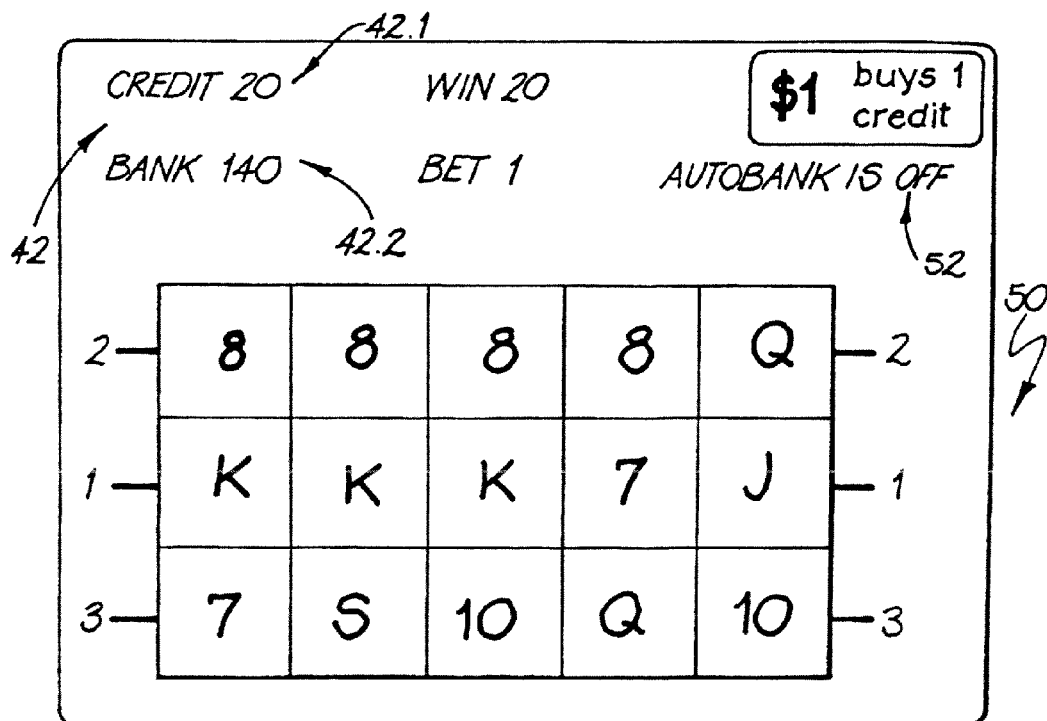 42.1
CREDIT 20 WIN 20 $1 buys 1
credit
BANK 140 BET 1 AUTOBANK IS OFF
42 42.2 52
50
2 8 8 8 8 Q 2
1 K K K 7 J 1
3 7 S 10 Q 10 3